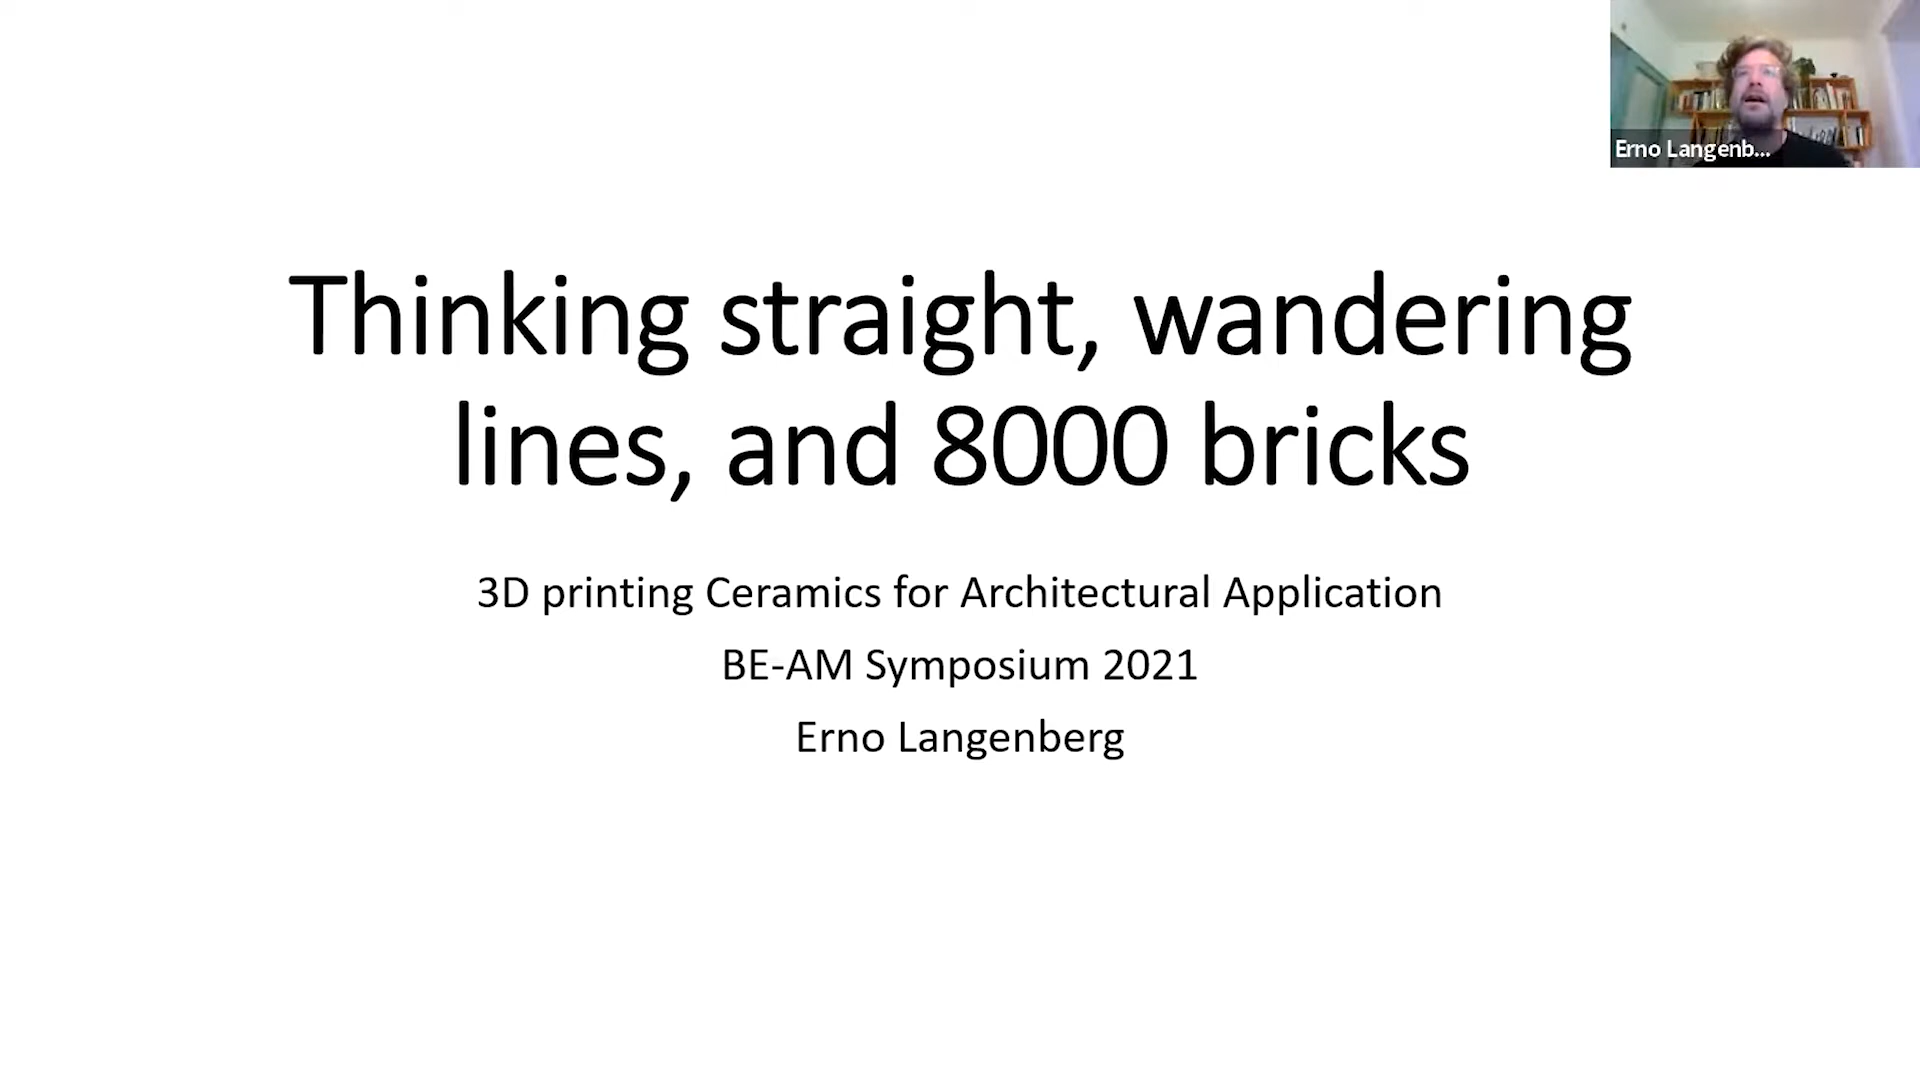 Erno Langenb...
Thinking straight, wandering
lines, and 8000 bricks
3D printing Ceramics for Architectural Application
BE-AM Symposium 2021
Erno Langenberg